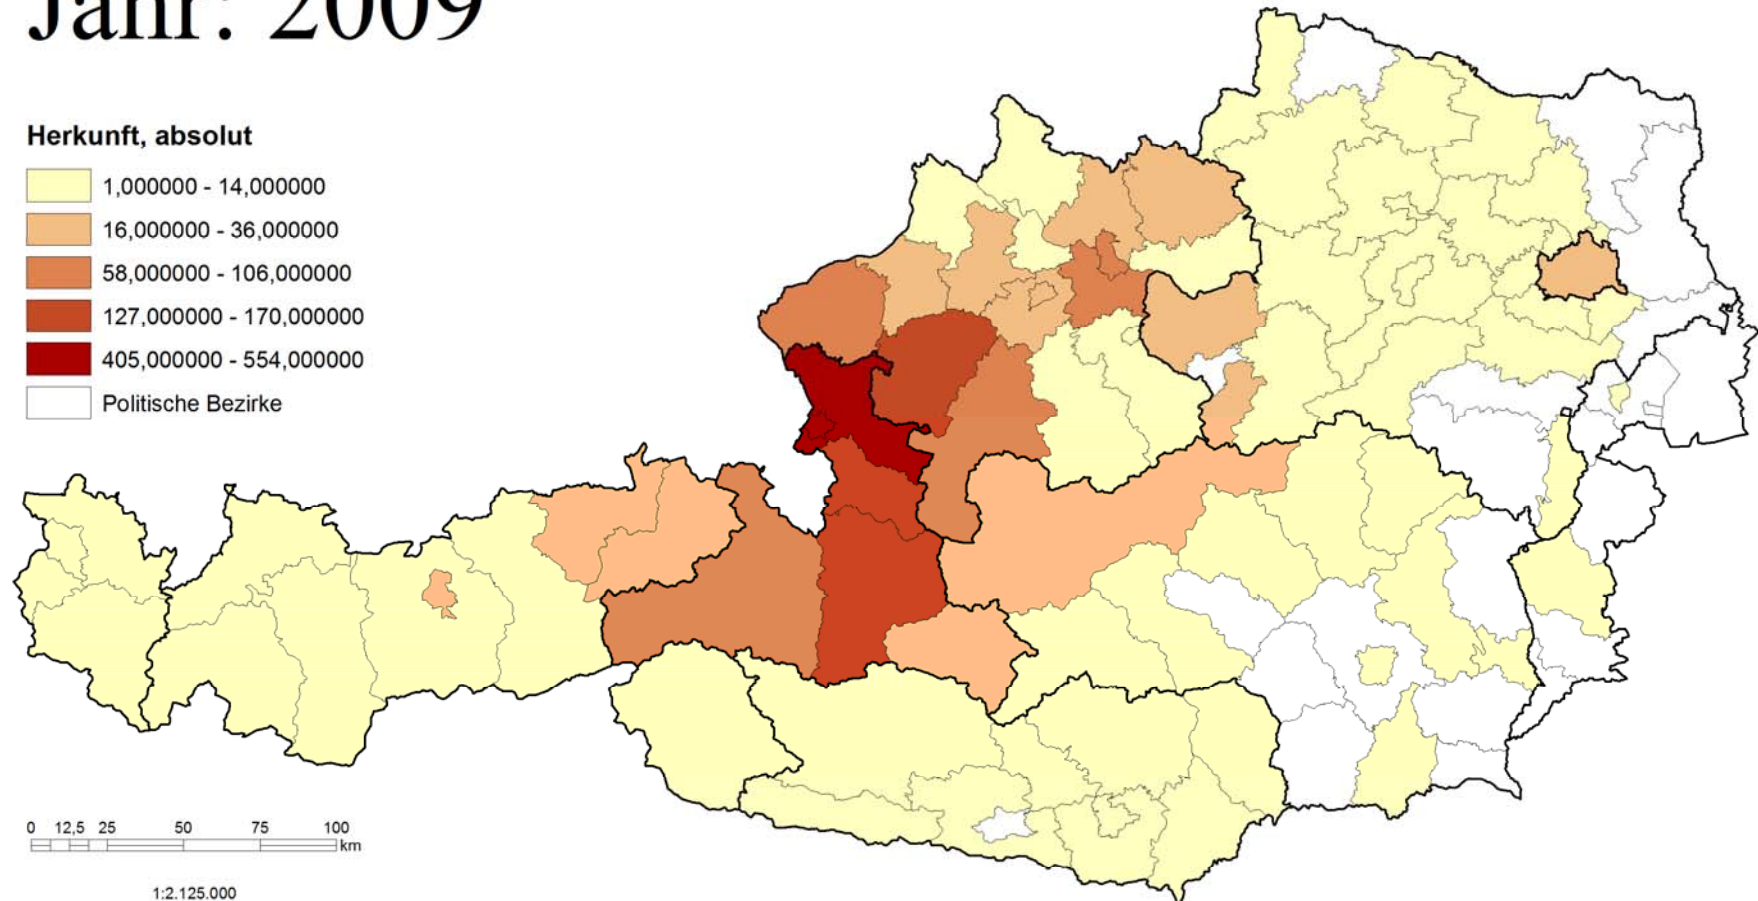 Jahr: 2009
Herkunft, absolut
1,000000 - 14,000000
16,000000 - 36,000000
58,000000 - 106,000000
127,000000 - 170,000000
405,000000 - 554,000000
Politische Bezirke
0 12,5 25 50 75 100
km
1:2.125.000